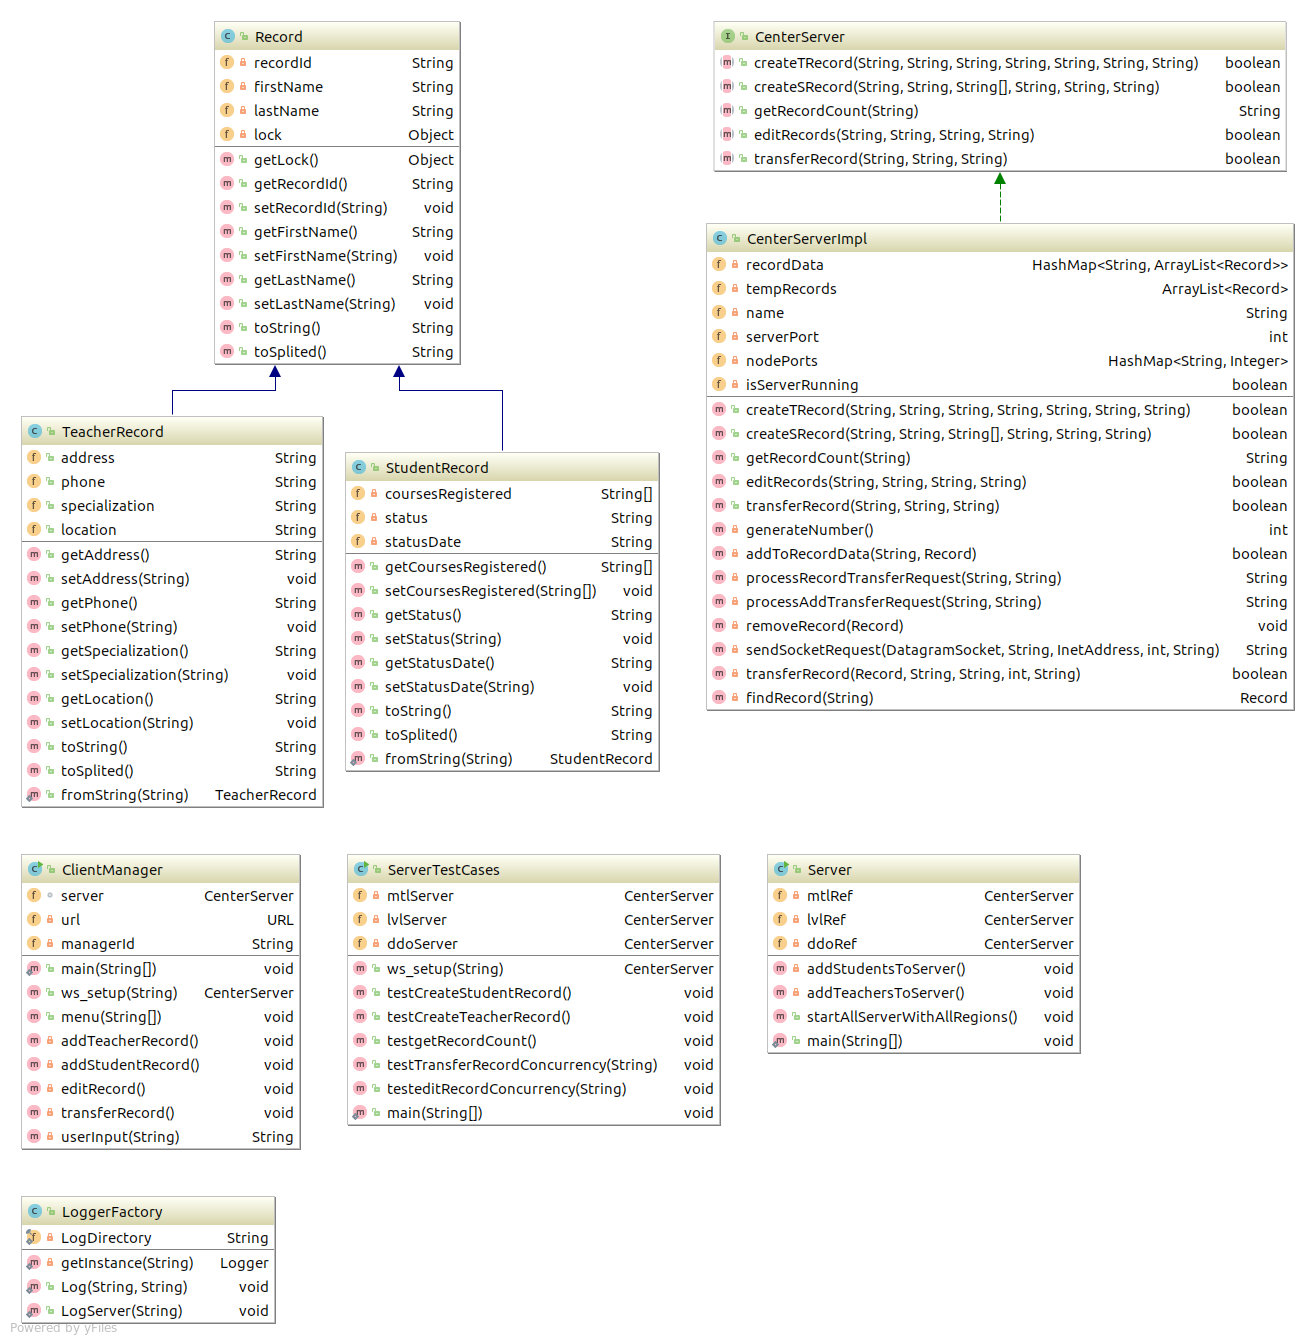 Record
recordId String
firstName String
lastName String
lock Object
getLock() Object
getRecordId() String
setRecordId(String) void
getFirstName() String
setFirstName(String) void
getLastName() String
setLastName(String) void
toString() String
toSplited() String
CenterServer
createTRecord(String, String, String, String, String, String, String) boolean
createSRecord(String, String, String[], String, String, String) boolean
getRecordCount(String) String
editRecords(String, String, String, String) boolean
transferRecord(String, String, String) boolean
CenterServerImpl
recordData HashMap<String, ArrayList<Record>>
tempRecords ArrayList<Record>
name String
serverPort int
nodePorts HashMap<String, Integer>
isServerRunning boolean
createTRecord(String, String, String, String, String, String, String) boolean
createSRecord(String, String, String[], String, String, String) boolean
getRecordCount(String) String
editRecords(String, String, String, String) boolean
transferRecord(String, String, String) boolean
generateNumber() int
addToRecordData(String, Record) boolean
processRecordTransferRequest(String, String) String
processAddTransferRequest(String, String) String
removeRecord(Record) void
sendSocketRequest(DatagramSocket, String, InetAddress, int, String) String
transferRecord(Record, String, String, int, String) boolean
findRecord(String) Record
TeacherRecord
address String
phone String
specialization String
location String
getAddress() String
setAddress(String) void
getPhone() String
setPhone(String) void
getSpecialization() String
setSpecialization(String) void
getLocation() String
setLocation(String) void
toString() String
toSplited() String
fromString(String) TeacherRecord
StudentRecord
coursesRegistered String[]
status String
statusDate String
getCoursesRegistered() String[]
setCoursesRegistered(String[]) void
getStatus() String
setStatus(String) void
getStatusDate() String
setStatusDate(String) void
toString() String
toSplited() String
fromString(String) StudentRecord
ClientManager
server CenterServer
url URL
managerId String
main(String[]) void
ws_setup(String) CenterServer
menu(String[]) void
addTeacherRecord() void
addStudentRecord() void
editRecord() void
transferRecord() void
userInput(String) String
ServerTestCases
mtlServer CenterServer
lvlServer CenterServer
ddoServer CenterServer
ws_setup(String) CenterServer
testCreateStudentRecord() void
testCreateTeacherRecord() void
testgetRecordCount() void
testTransferRecordConcurrency(String) void
testeditRecordConcurrency(String) void
main(String[]) void
Server
mtlRef CenterServer
lvlRef CenterServer
ddoRef CenterServer
addStudentsToServer() void
addTeachersToServer() void
startAllServerWithAllRegions() void
main(String[]) void
LoggerFactory
LogDirectory String
getInstance(String) Logger
Log(String, String) void
LogServer(String) void
Powered by yFiles